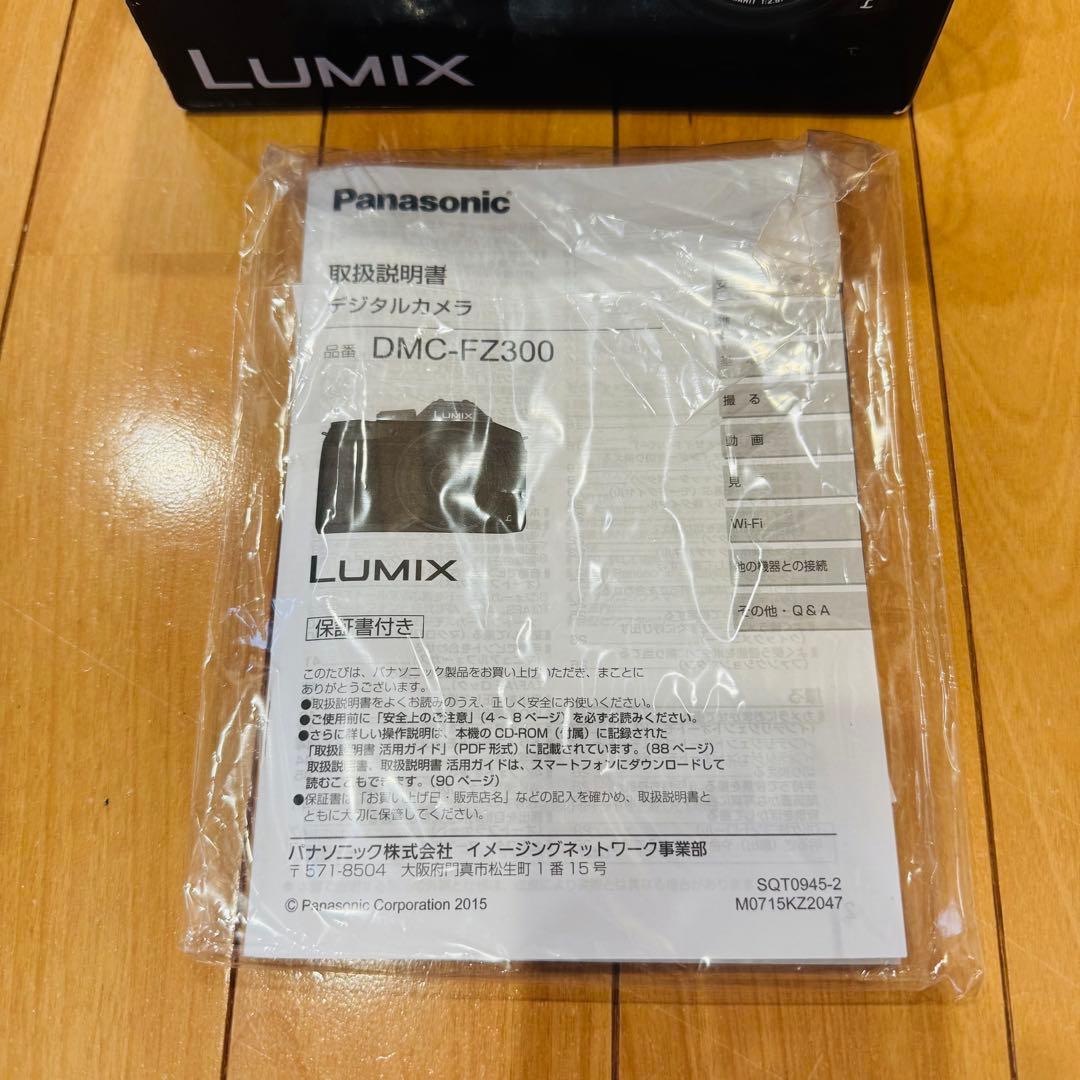 LUMIX
Panasonic
取扱説明書
デジタルカメラ
品番 DMC-FZ300
LUMIX
撮る
動画
見
Wi-Fi
他の機器との接続
その他・Q&A
LUMIX
保証書付き
このたびは、パナソニック製品をお買い上げいただき、まことに
ありがとうございます。
●取扱説明書をよくお読みのうえ、正しく安全にお使いください。
●ご使用前に「安全上のご注意」(4~8ページ)を必ずお読みください。
●さらに詳しい操作説明は、本機のCD-ROM(付属)に記録された
「取扱説明書 活用ガイド」(PDF形式)に記載されています。(88ページ)
取扱説明書、取扱説明書 活用ガイドは、スマートフォンにダウンロードして
読むこともできます。(90ページ)
●保証書は「お買い上げ日・販売店名」などの記入を確かめ、取扱説明書と
ともに大切に保管してください。
パナソニック株式会社 イメージングネットワーク事業部
〒571-8504 大阪府門真市松生町1番15号
SQT0945-2
M0715KZ2047
© Panasonic Corporation 2015